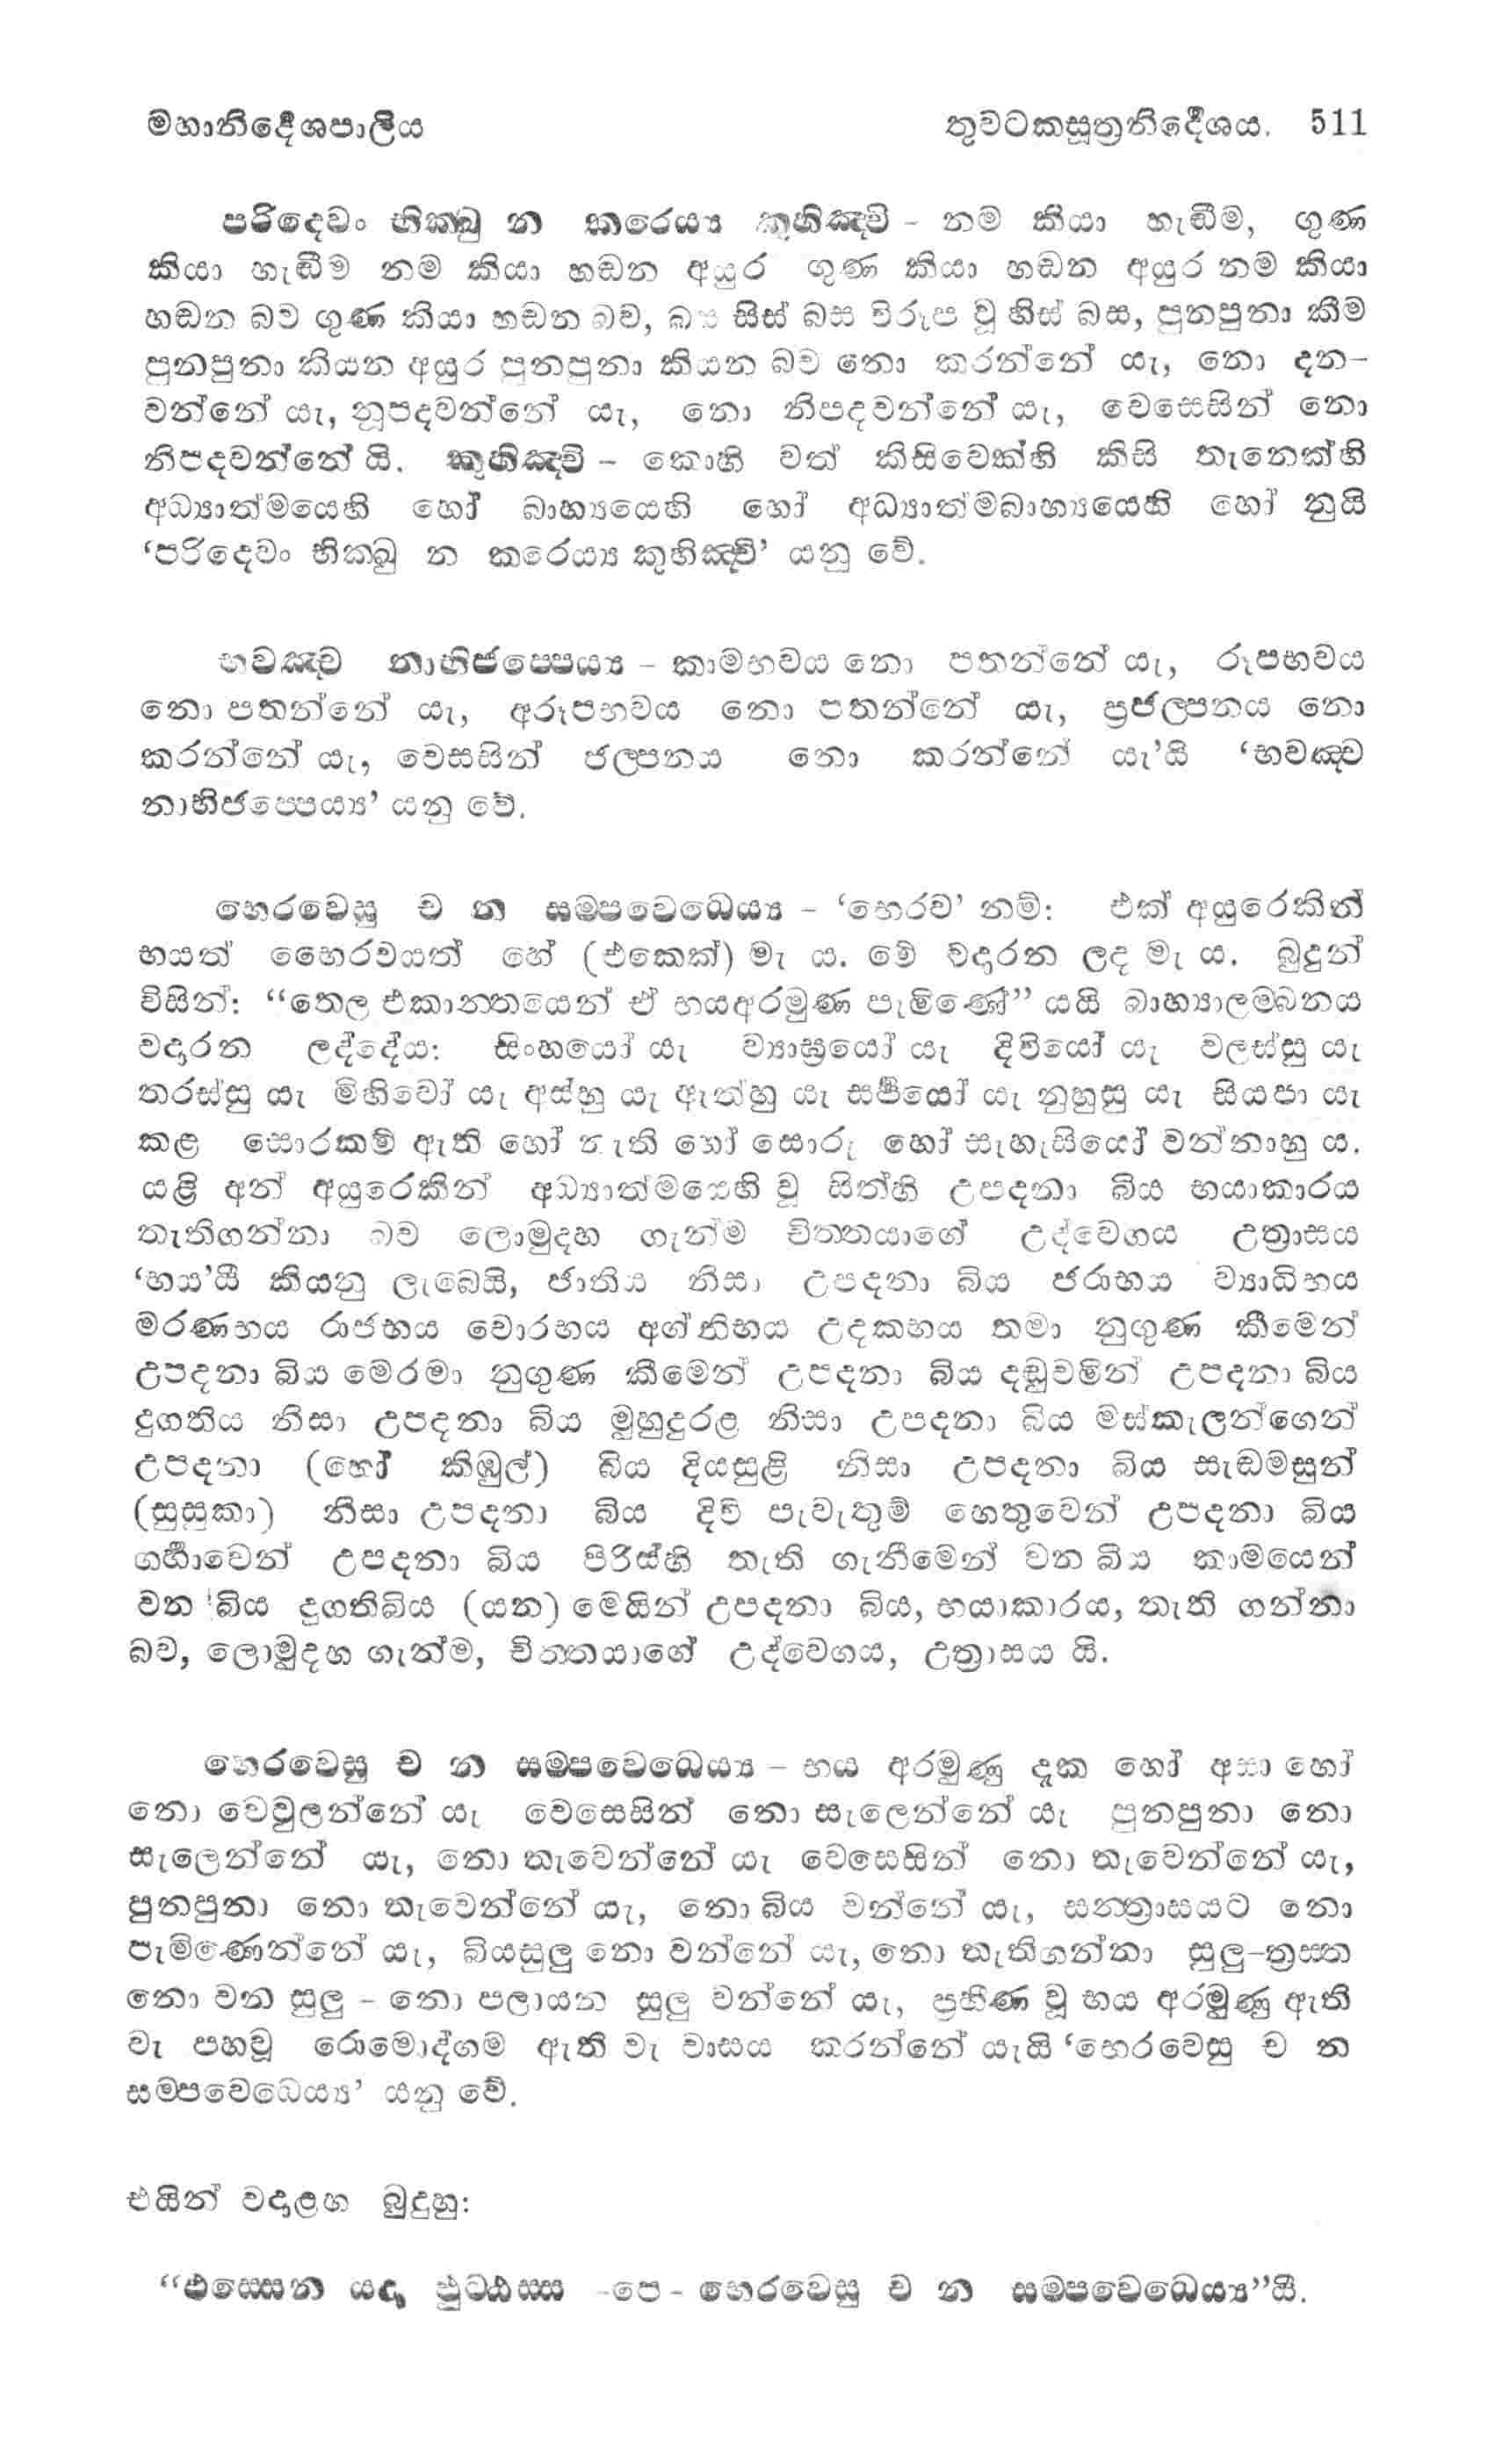 මහානිර්දේශපාලිය තුවටකසූත්‍රනිර්දේශය. 511
පරිදෙවං භික්ඛු න කරෙය්‍ය කුහිඤ්චි – නම කියා හැඬීම, ගුණ
කියා හැඬීම නම කියා හඬන අයුර ගුණ කියා හඬන අයුර නම කියා
හඬන බව ගුණ කියා හඬන බව, බස සිස් බස විරූප වූ හිස් බස, පුනපුනා කීම
පුනපුනා කියන අයුර පුනපුනා කියන බව නො කරන්නේ යැ, නො දන–
වන්නේ යැ, නූපදවන්නේ යැ, නො නිපදවන්නේ යැ, වෙසෙසින් නො
නිපදවන්නේ යි. කුහිඤ්චි – කොහි වත් කිසිවෙක්හි කිසි තැනෙක්හි
අධ්‍යාත්මයෙහි හෝ බාහ්‍යයෙහි හෝ අධ්‍යාත්මබාහ්‍යයෙහි හෝ නුයි
‘පරිදෙවං භික්ඛු න කරෙය්‍ය කුහිඤ්චි’ යනු වේ.
භවඤ්ච නාභිජප්පෙය්‍ය – කාමභවය නො පතන්නේ යැ, රූපභවය
නො පතන්නේ යැ, අරූපභවය නො පතන්නේ යැ, ප්‍රජල්පනය නො
කරන්නේ යැ, වෙසසින් ජල්පනය නො කරන්නේ යැ’යි ‘භවඤ්ච
නාභිජප්පෙය්‍ය’ යනු වේ.
භෙරවෙසු ච න සම්පවෙධෙය්‍ය – ‘භෙරව’ නම්: එක් අයුරෙකින්
භයත් භෛරවයත් හේ (එකෙක්) මැ ය. මේ වදාරන ලද මැ ය. බුදුන්
විසින්: “තෙල එකාන්තයෙන් ඒ භයඅරමුණ පැමිණේ” යයි බාහ්‍යාලම්බනය
වදාරන ලද්දේය: සිංහයෝ යැ ව්‍යාඝ්‍රයෝ යැ දිවියෝ යැ වලස්සු යැ
තරස්සු යැ මිහිවෝ යැ අස්හු යැ ඇත්හු යැ සර්පයෝ යැ නුහුසු යැ සියපා යැ
කළ සොරකම් ඇති හෝ නැති හෝ සොරු හෝ සැහැසියෝ වන්නාහු ය.
යළි අන් අයුරෙකින් අධ්‍යාත්මයෙහි වූ සිත්හි උපදනා බිය භයාකාරය
තැතිගන්නා බව ලොමුදහ ගැන්ම චිත්තයාගේ උද්වෙගය උත්‍රාසය
‘භය’යී කියනු ලැබෙයි, ජාතිය නිසා උපදනා බිය ජරාභය ව්‍යාධිභය
මරණභය රාජභය චොරභය අග්නිභය උදකභය තමා නුගුණ කීමෙන්
උපදනා බිය මෙරමා නුගුණ කීමෙන් උපදනා බිය දඬුවමින් උපදනා බිය
දුගතිය නිසා උපදනා බිය මුහුදුරළ නිසා උපදනා බිය මස්කැලන්ගෙන්
උපදනා (හෝ කිඹුල්) බිය දියසුළි නිසා උපදනා බිය සැඬමසුන්
(සුසුකා) නිසා උපදනා බිය දිවි පැවැතුම් හෙතුවෙන් උපදනා බිය
ගර්හාවෙන් උපදනා බිය පිරිස්හි තැති ගැනීමෙන් වන බිය කාමයෙන්
වන බිය දුගතිබිය (යන) මෙයින් උපදනා බිය, භයාකාරය, තැති ගන්නා
බව, ලොමුදහ ගැන්ම, චිත්තයාගේ උද්වෙගය, උත්‍රාසය යි.
භෙරවෙසු ච න සම්පවෙධෙය්‍ය – භය අරමුණු දැක හෝ අසා හෝ
නො වෙවුලන්නේ යැ වෙසෙසින් නො සැලෙන්නේ යැ පුනපුනා නො
සැලෙන්නේ යැ, නො තැවෙන්නේ යැ වෙසෙසින් නො තැවෙන්නේ යැ,
පුනපුනා නො තැවෙන්නේ යැ, නො බිය වන්නේ යැ, සන්ත්‍රාසයට නො
පැමිණෙන්නේ යැ, බියසුලු නො වන්නේ යැ, නො තැතිගන්නා සුලු–ත්‍රස්ත
නො වන සුලු – නො පලායන සුලු වන්නේ යැ, ප්‍රහීණ වූ භය අරමුණු ඇති
වැ පහවූ රොමොද්ගම ඇති වැ වාසය කරන්නේ යැයි ‘භෙරවෙසු ච න
සම්පවෙධෙය්‍ය’ යනු වේ.
එයින් වදාළහ බුදුහු:
“ඵස්සෙන යදා ඵුට්ඨස්ස -පෙ- භෙරවෙසු ච න සම්පවෙධෙය්‍ය”යී.